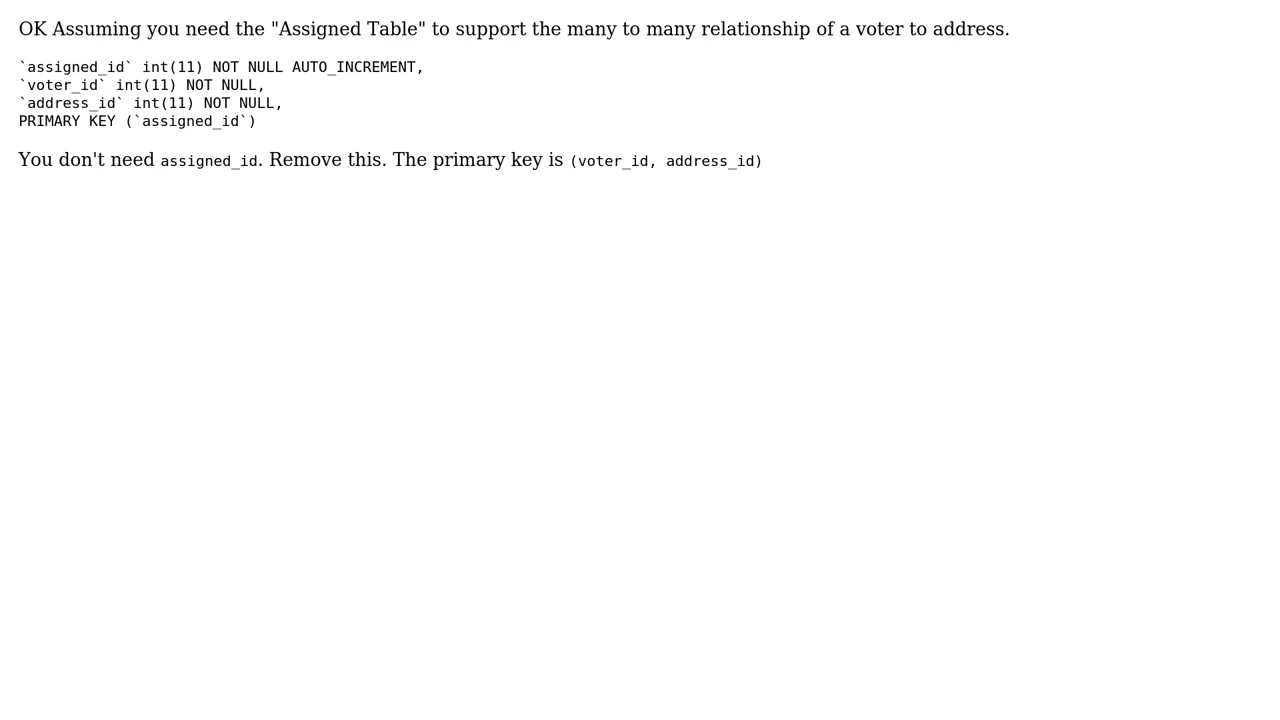 OK Assuming you need the "Assigned Table" to support the many to many relationship of a voter to address.
`assigned_id` int(11) NOT NULL AUTO_INCREMENT,
`voter_id` int(11) NOT NULL,
`address_id` int(11) NOT NULL,
PRIMARY KEY (`assigned_id`)
You don't need assigned_id. Remove this. The primary key is (voter_id, address_id)